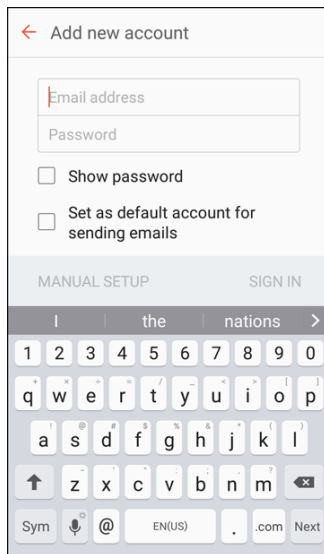 Add new account
Email address
Password
Show password
Set as default account for
sending emails
MANUAL SETUP SIGN IN
I the nations
1 2 3 4 5 6 7 8 9 0
q w e r t y u i o p
a s d f g h j k l
z x c v b n m
Sym @ EN(US) . .com Next